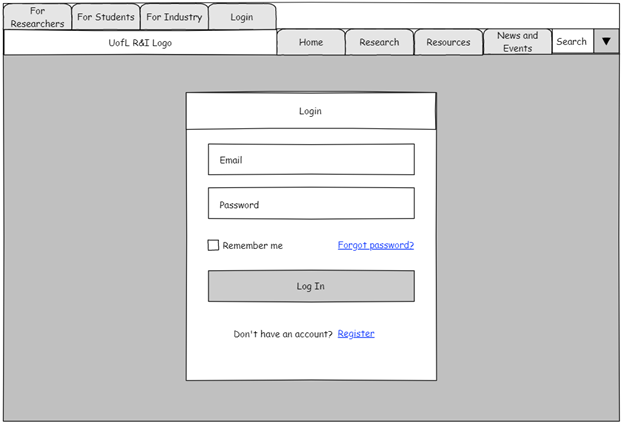 For
Researchers
For Students
For Industry
Login
UofL R&I Logo
Home
Research
Resources
News and
Events
Search
Login
Email
Password
Remember me
Forgot password?
Log In
Don't have an account? Register